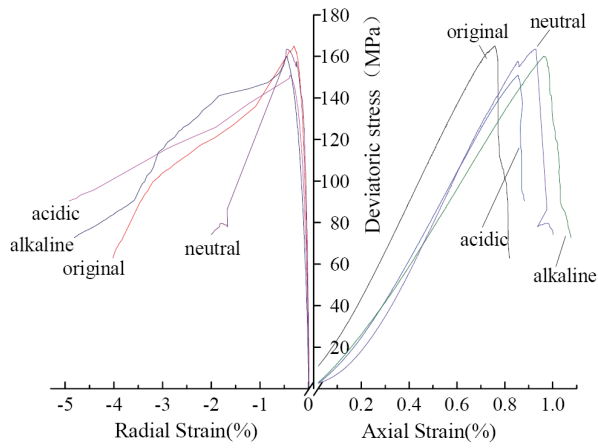 180
160
140
120
100
80
60
40
20
Deviatoric stress（MPa）
original
neutral
acidic
alkaline
acidic
alkaline
original
neutral
-5 -4 -3 -2 -1 0 0.2 0.4 0.6 0.8 1.0
Radial Strain(%) Axial Strain(%)